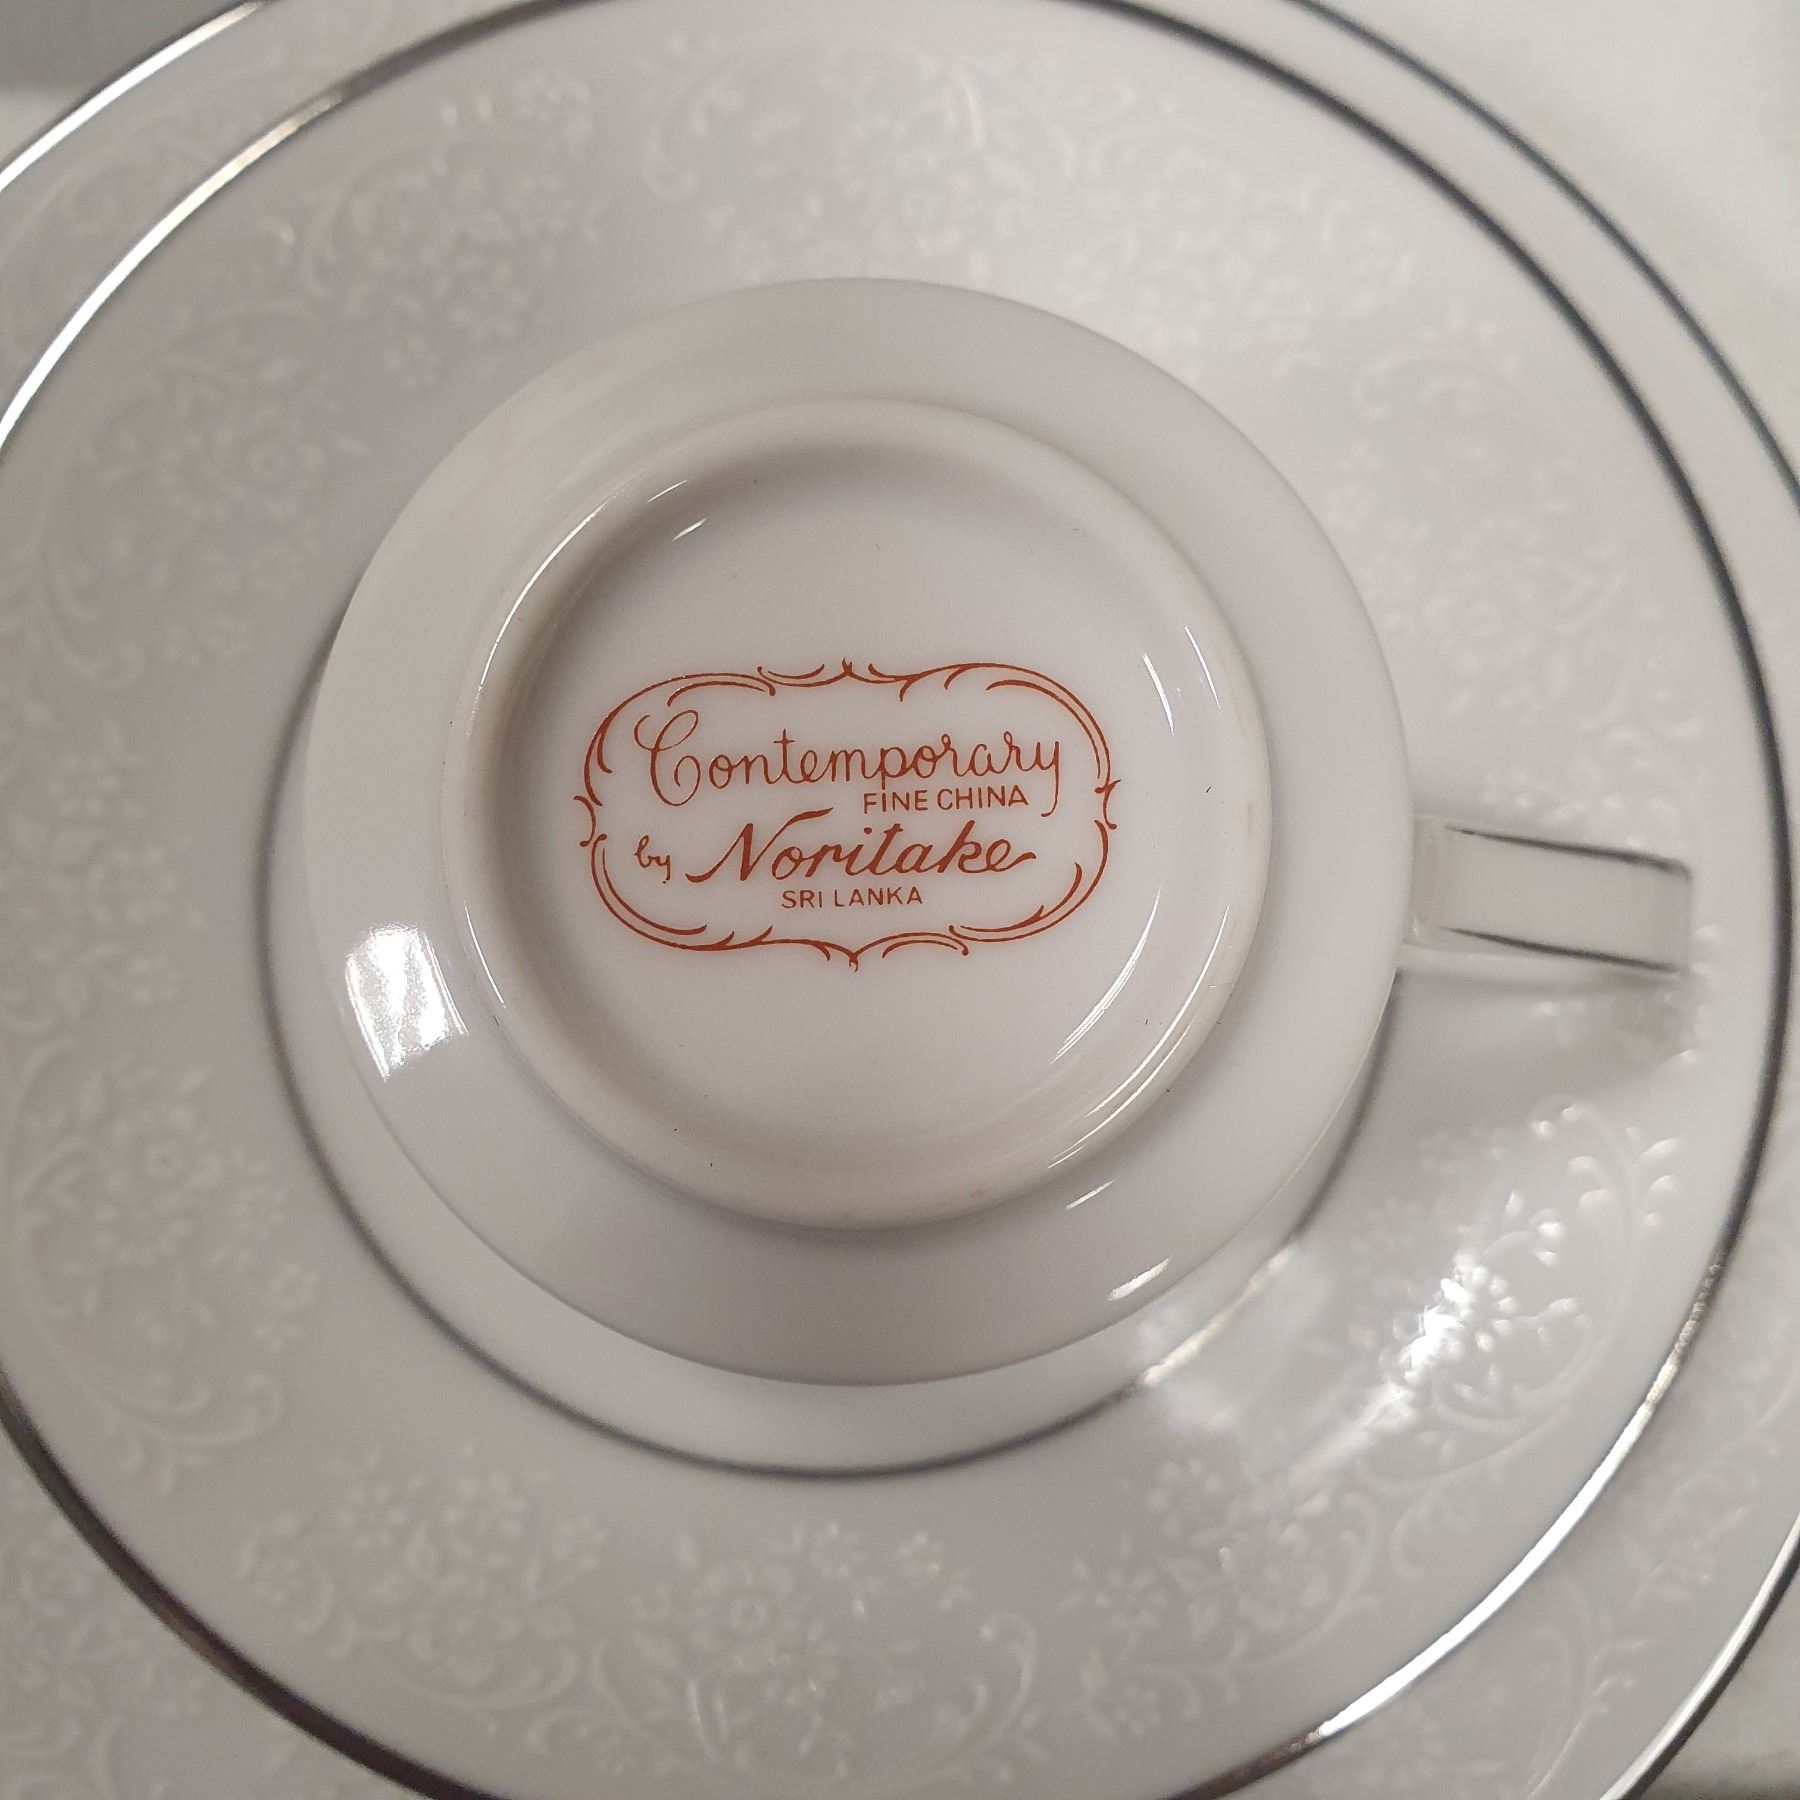 Contemporary
FINE CHINA
by Noritake
SRI LANKA